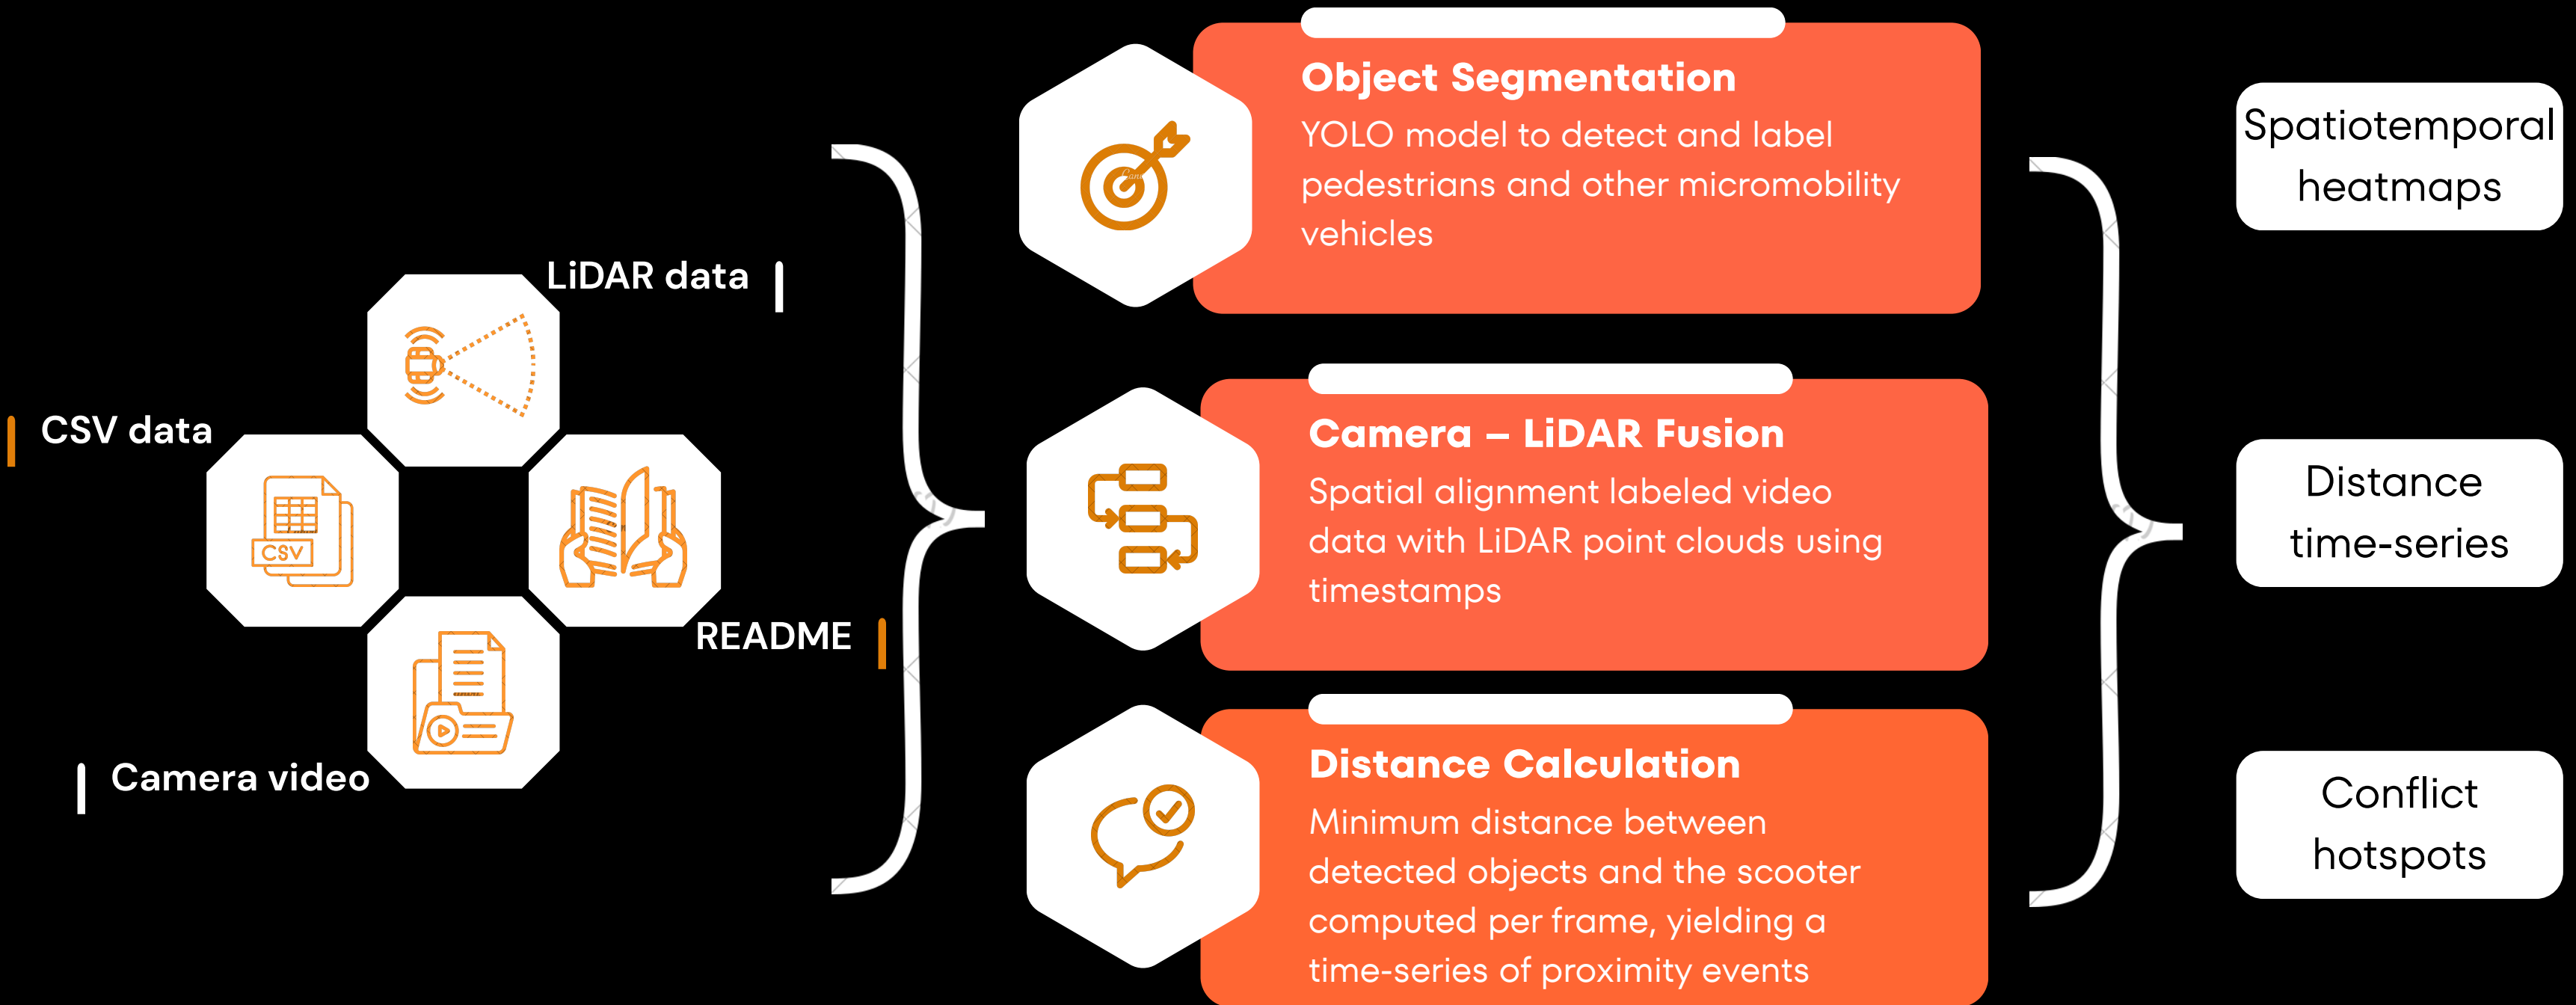 LiDAR data
CSV data
CSV
README
Camera video
Object Segmentation
YOLO model to detect and label
pedestrians and other micromobility
vehicles
Camera – LiDAR Fusion
Spatial alignment labeled video
data with LiDAR point clouds using
timestamps
Distance Calculation
Minimum distance between
detected objects and the scooter
computed per frame, yielding a
time-series of proximity events
Spatiotemporal
heatmaps
Distance
time-series
Conflict
hotspots